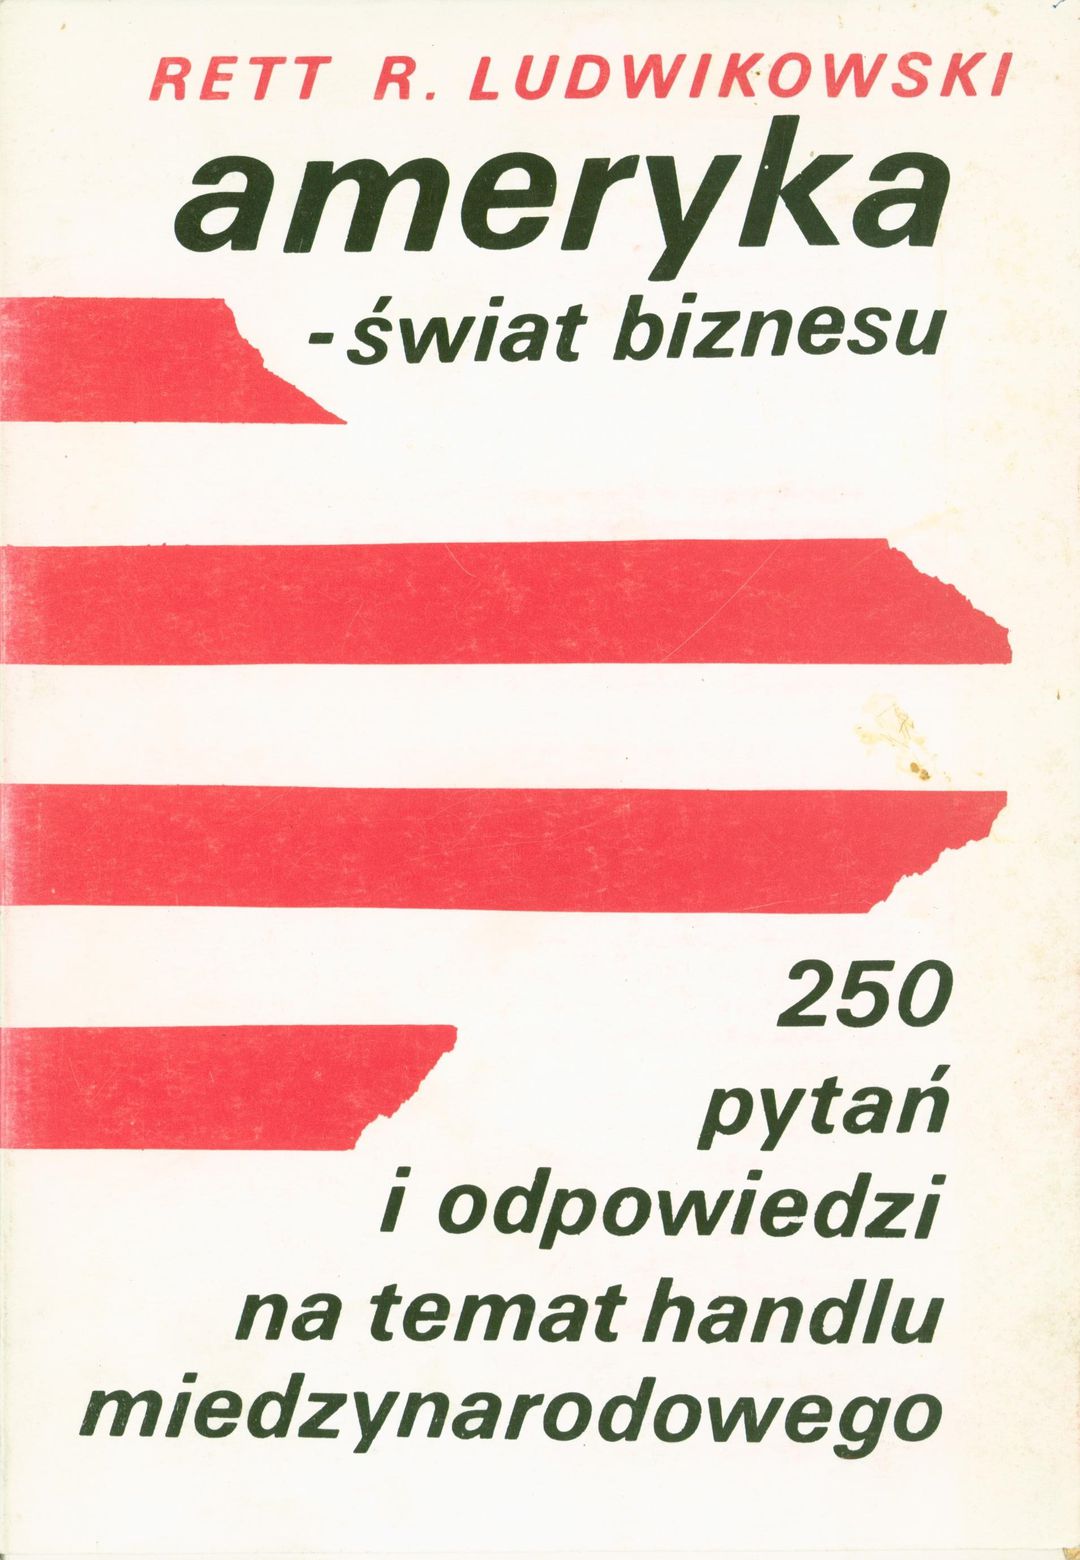 RETT R. LUDWIKOWSKI
ameryka
-świat biznesu
250
pytań
i odpowiedzi
na temat handlu
miedzynarodowego